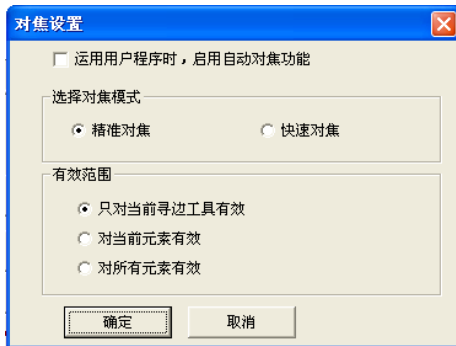 对焦设置
运用用户程序时，启用自动对焦功能
选择对焦模式
精准对焦 快速对焦
有效范围
只对当前寻边工具有效
对当前元素有效
对所有元素有效
确定 取消